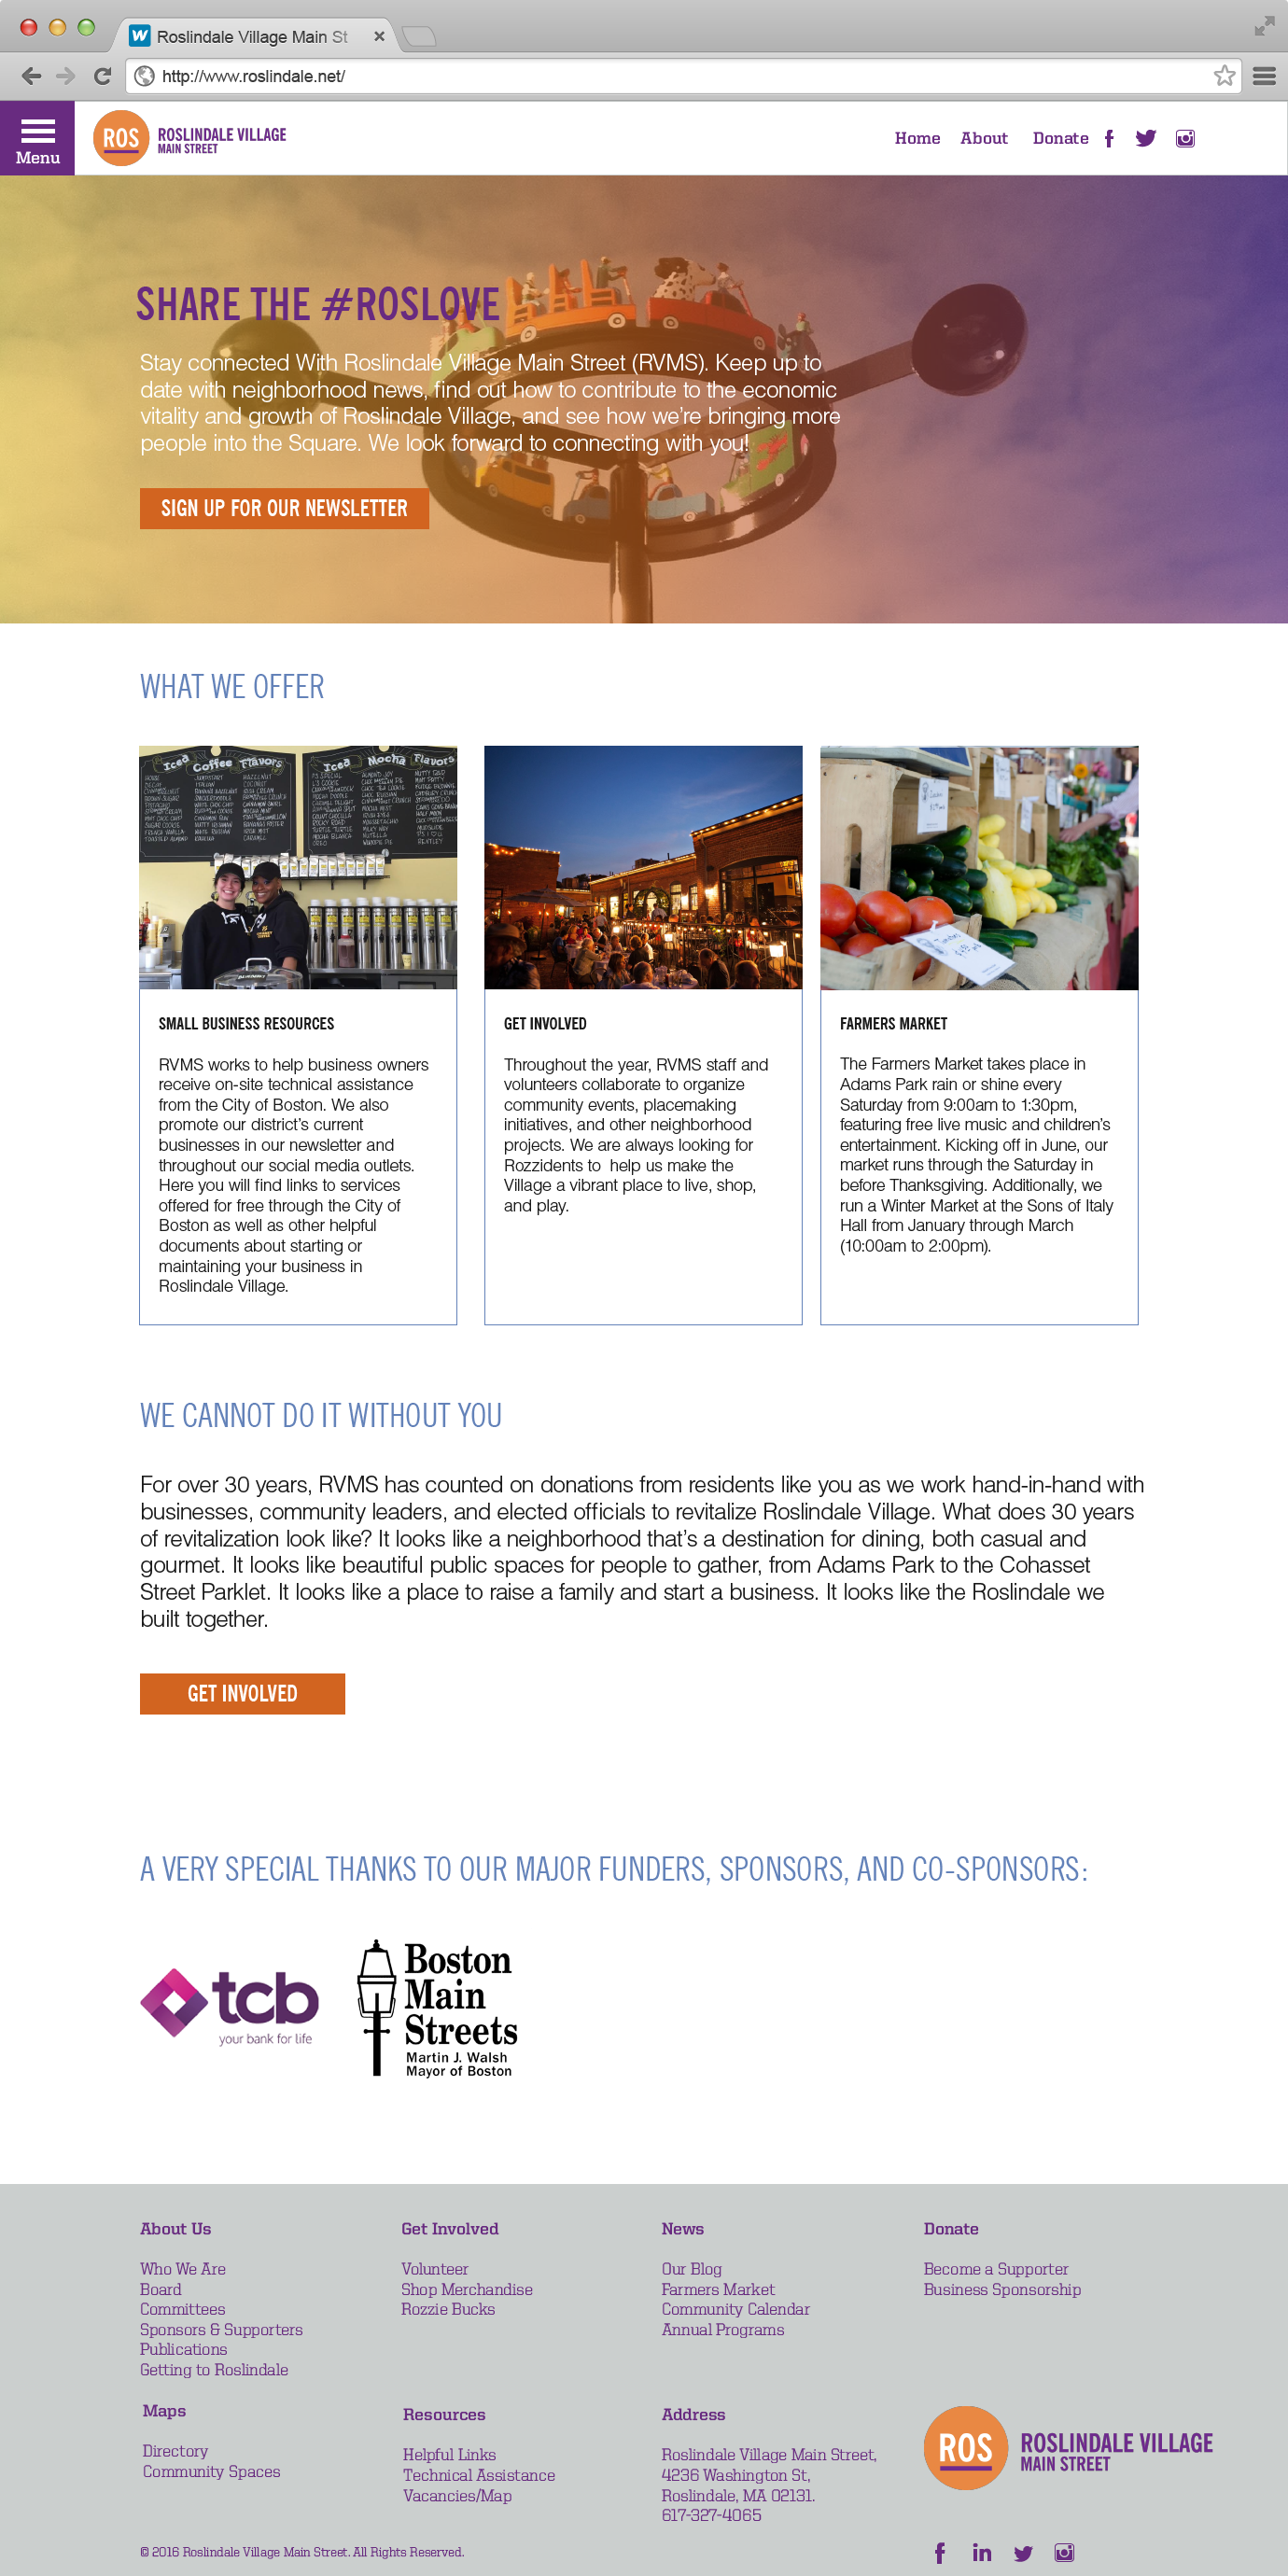 Roslindale Village Main St
http://www.roslindale.net/
Menu
ROS
ROSLINDALE VILLAGE
MAIN STREET
Home About Donate
SHARE THE #ROSLOVE
Stay connected With Roslindale Village Main Street (RVMS). Keep up to
date with neighborhood news, find out how to contribute to the economic
vitality and growth of Roslindale Village, and see how we’re bringing more
people into the Square. We look forward to connecting with you!
SIGN UP FOR OUR NEWSLETTER
WHAT WE OFFER
Iced Coffee Flavors
Iced Mocha Flavors
SMALL BUSINESS RESOURCES
RVMS works to help business owners
receive on-site technical assistance
from the City of Boston. We also
promote our district’s current
businesses in our newsletter and
throughout our social media outlets.
Here you will find links to services
offered for free through the City of
Boston as well as other helpful
documents about starting or
maintaining your business in
Roslindale Village.
GET INVOLVED
Throughout the year, RVMS staff and
volunteers collaborate to organize
community events, placemaking
initiatives, and other neighborhood
projects. We are always looking for
Rozzidents to  help us make the
Village a vibrant place to live, shop,
and play.
FARMERS MARKET
The Farmers Market takes place in
Adams Park rain or shine every
Saturday from 9:00am to 1:30pm,
featuring free live music and children’s
entertainment. Kicking off in June, our
market runs through the Saturday in
before Thanksgiving. Additionally, we
run a Winter Market at the Sons of Italy
Hall from January through March
(10:00am to 2:00pm).
WE CANNOT DO IT WITHOUT YOU
For over 30 years, RVMS has counted on donations from residents like you as we work hand-in-hand with
businesses, community leaders, and elected officials to revitalize Roslindale Village. What does 30 years
of revitalization look like? It looks like a neighborhood that’s a destination for dining, both casual and
gourmet. It looks like beautiful public spaces for people to gather, from Adams Park to the Cohasset
Street Parklet. It looks like a place to raise a family and start a business. It looks like the Roslindale we
built together.
GET INVOLVED
A VERY SPECIAL THANKS TO OUR MAJOR FUNDERS, SPONSORS, AND CO-SPONSORS:
tcb
your bank for life
Boston
Main
Streets
Martin J. Walsh
Mayor of Boston
About Us
Who We Are
Board
Committees
Sponsors & Supporters
Publications
Getting to Roslindale
Get Involved
Volunteer
Shop Merchandise
Rozzie Bucks
News
Our Blog
Farmers Market
Community Calendar
Annual Programs
Donate
Become a Supporter
Business Sponsorship
Maps
Directory
Community Spaces
Resources
Helpful Links
Technical Assistance
Vacancies/Map
Address
Roslindale Village Main Street,
4236 Washington St,
Roslindale, MA 02131.
617-327-4065
ROS
ROSLINDALE VILLAGE
MAIN STREET
© 2016 Roslindale Village Main Street. All Rights Reserved.